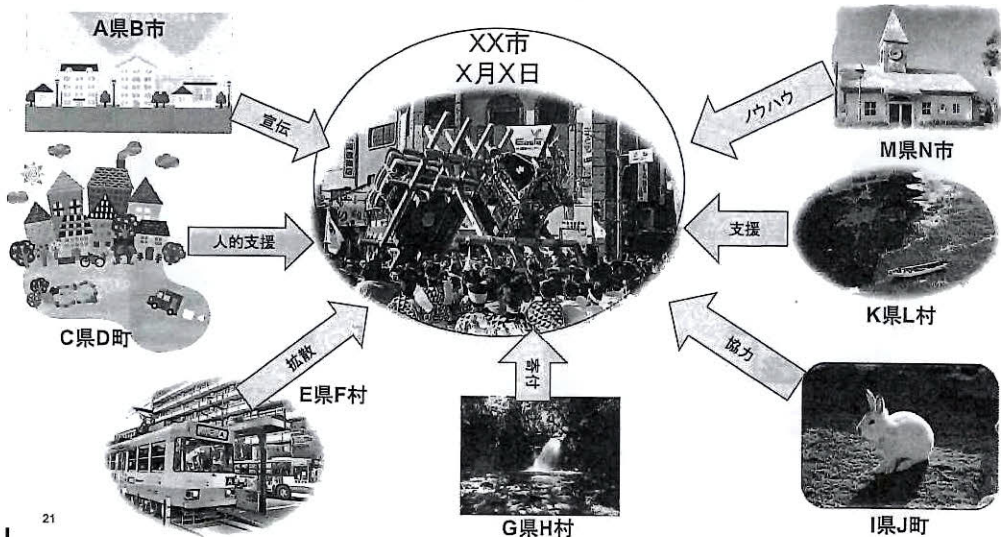 A県B市
XX市
X月X日
宣伝
ノウハウ
M県N市
人的支援
支援
C県D町
K県L村
拡散
E県F村
寄付
協力
G県H村
I県J町
21